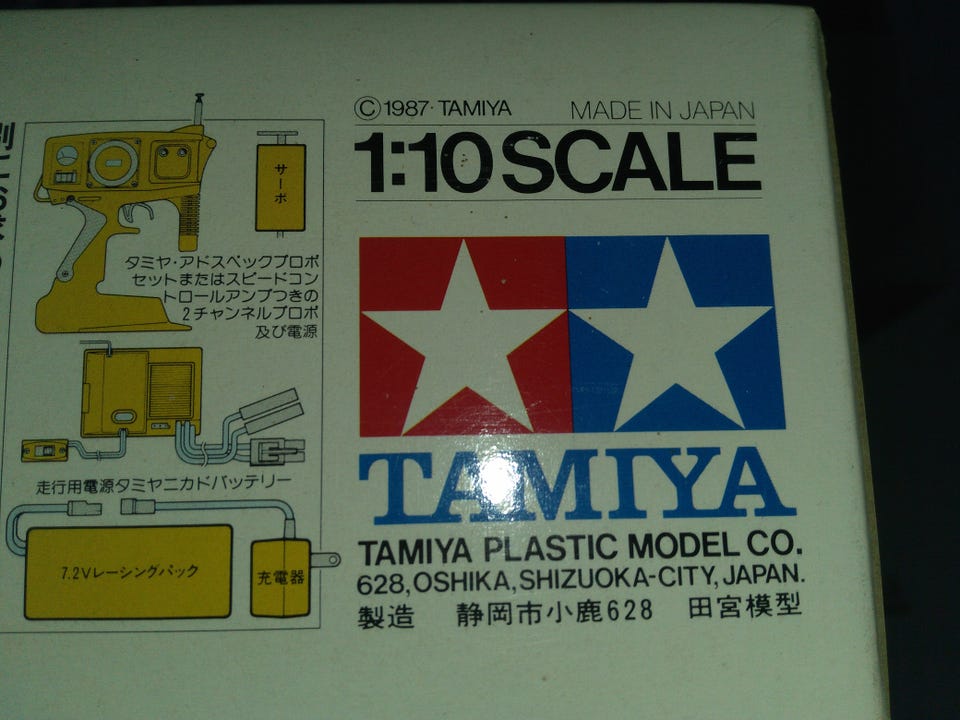 サーボ
タミヤ・アドスペックプロポ
セットまたはスピードコン
トロールアンプつきの
2チャンネルプロポ
及び電源
走行用電源タミヤニカドバッテリー
7.2Vレーシングパック
充電器
©1987 TAMIYA MADE IN JAPAN
1:10 SCALE
TAMIYA
TAMIYA PLASTIC MODEL CO.
628, OSHIKA, SHIZUOKA-CITY, JAPAN.
製造 静岡市小鹿628 田宮模型